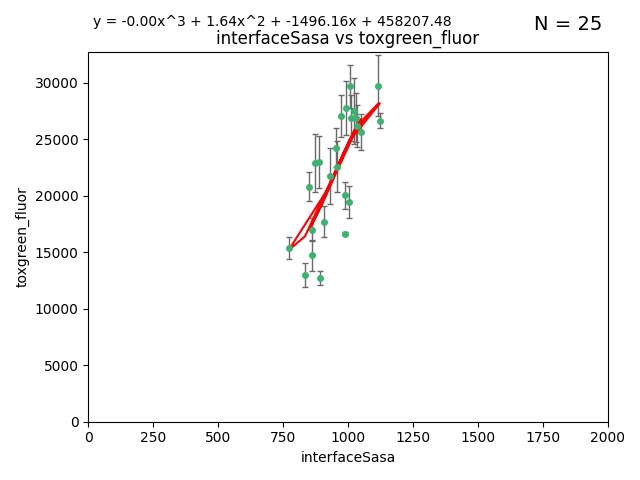 y = -0.00x^3 + 1.64x^2 + -1496.16x + 458207.48
N = 25
interfaceSasa vs toxgreen_fluor
30000
25000
20000
15000
10000
5000
0
toxgreen_fluor
0 250 500 750 1000 1250 1500 1750 2000
interfaceSasa